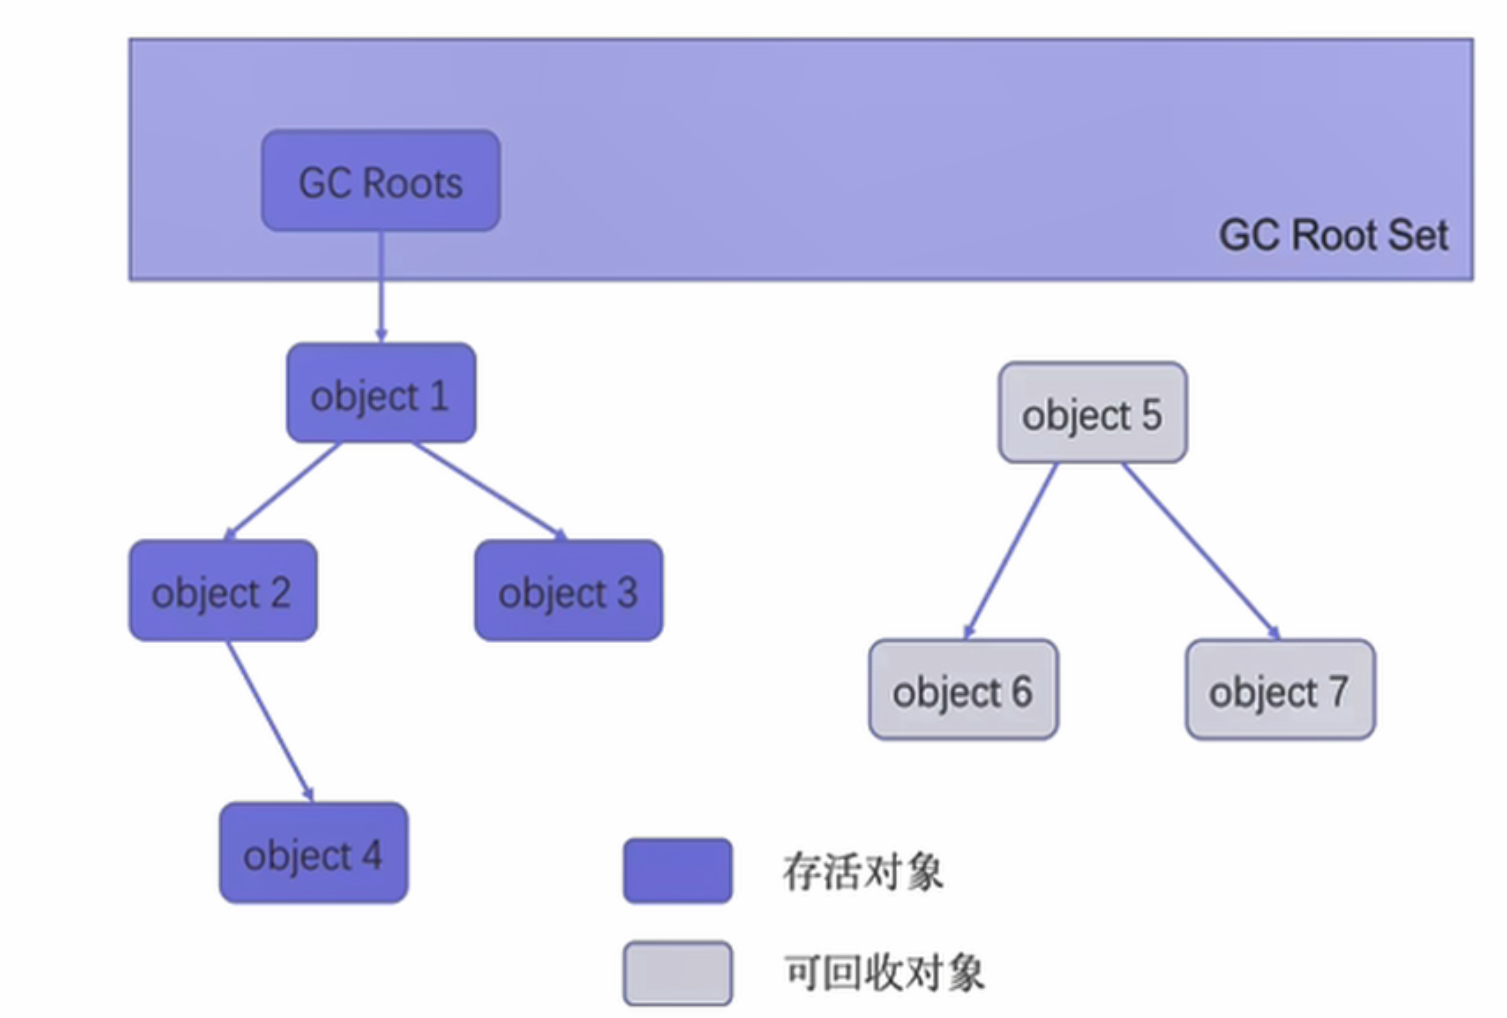 GC Roots
GC Root Set
object 1
object 5
object 2
object 3
object 6
object 7
object 4
存活对象
可回收对象